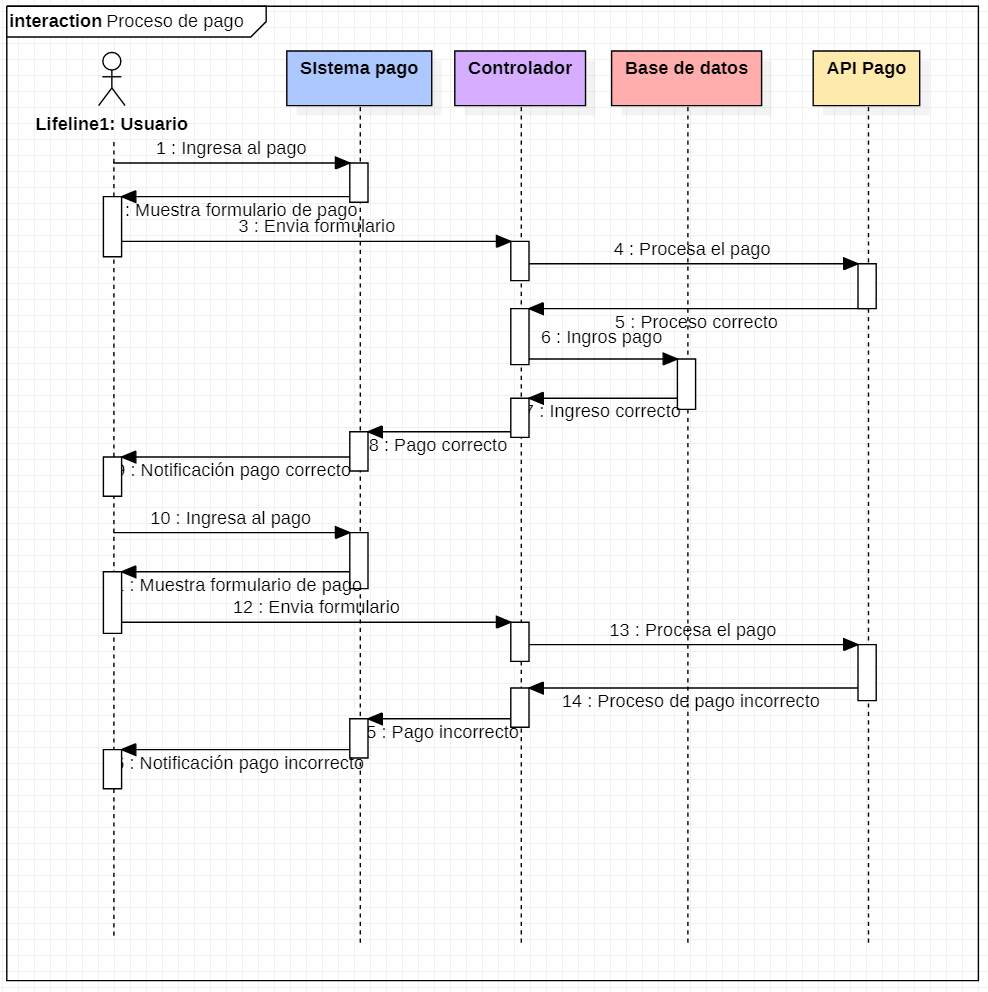 interaction Proceso de pago
SIstema pago
Controlador
Base de datos
API Pago
Lifeline1: Usuario
1 : Ingresa al pago
: Muestra formulario de pago
3 : Envia formulario
4 : Procesa el pago
5 : Proceso correcto
6 : Ingros pago
7 : Ingreso correcto
8 : Pago correcto
9 : Notificación pago correcto
10 : Ingresa al pago
: Muestra formulario de pago
12 : Envia formulario
13 : Procesa el pago
14 : Proceso de pago incorrecto
5 : Pago incorrecto
: Notificación pago incorrecto